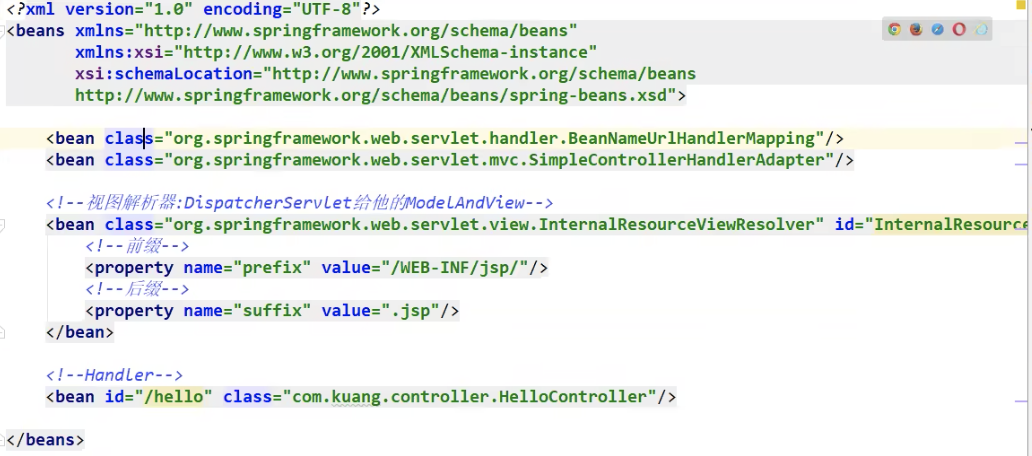 <?xml version="1.0" encoding="UTF-8"?>
<beans xmlns="http://www.springframework.org/schema/beans"
xmlns:xsi="http://www.w3.org/2001/XMLSchema-instance"
xsi:schemaLocation="http://www.springframework.org/schema/beans
http://www.springframework.org/schema/beans/spring-beans.xsd">
<bean class="org.springframework.web.servlet.handler.BeanNameUrlHandlerMapping"/>
<bean class="org.springframework.web.servlet.mvc.SimpleControllerHandlerAdapter"/>
<!--视图解析器:DispatcherServlet给他的ModelAndView-->
<bean class="org.springframework.web.servlet.view.InternalResourceViewResolver" id="InternalResource
<!--前缀-->
<property name="prefix" value="/WEB-INF/jsp/"/>
<!--后缀-->
<property name="suffix" value=".jsp"/>
</bean>
<!--Handler-->
<bean id="/hello" class="com.kuang.controller.HelloController"/>
</beans>